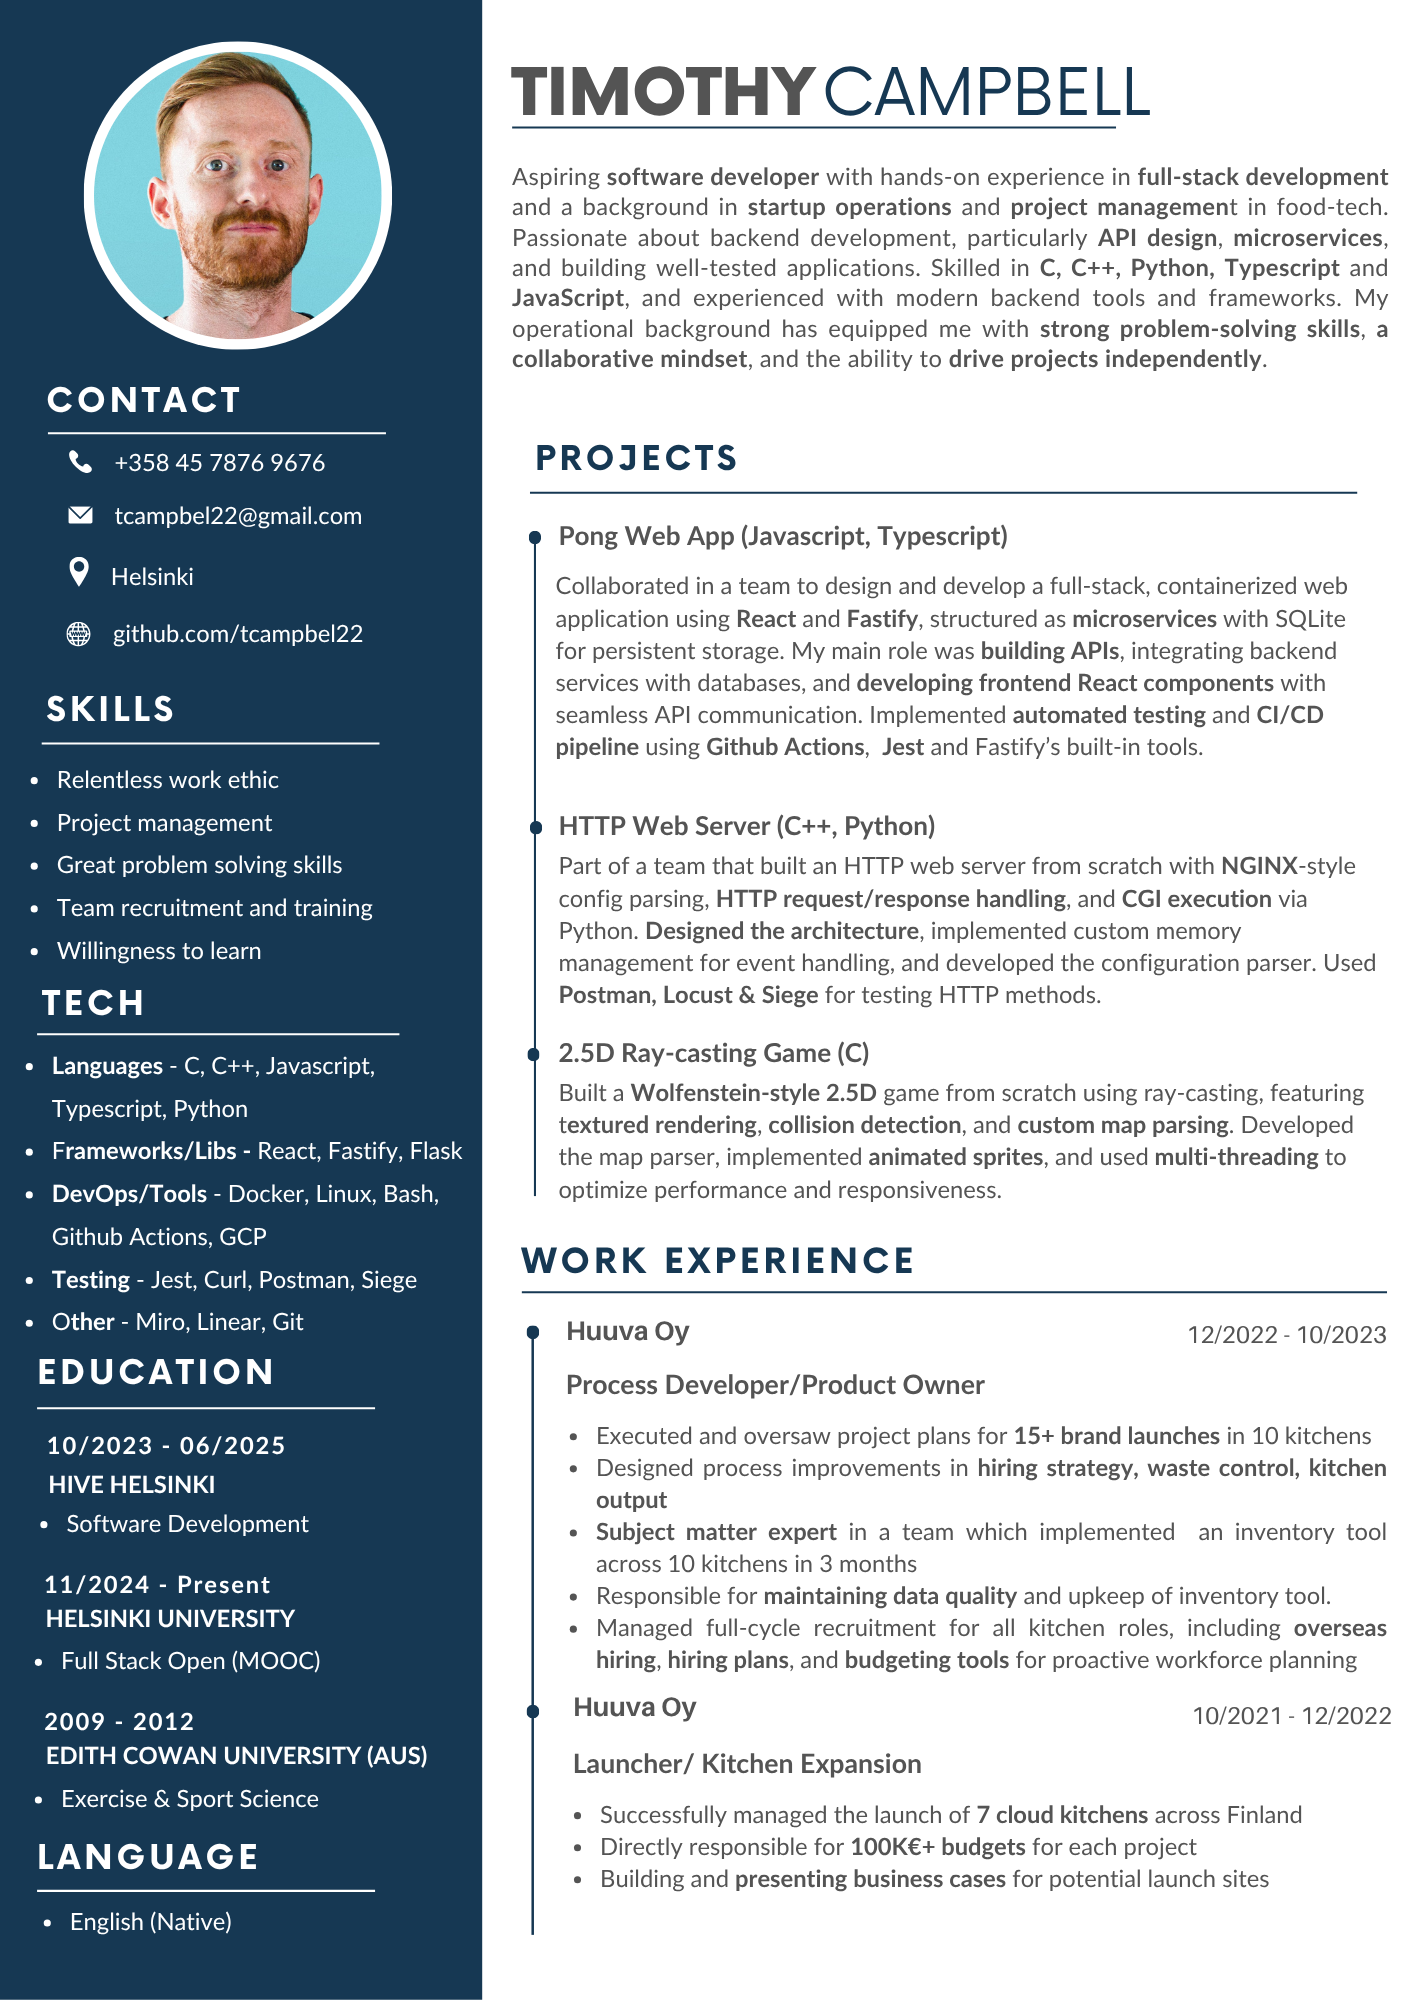 TIMOTHY CAMPBELL
Aspiring software developer with hands-on experience in full-stack development
and a background in startup operations and project management in food-tech.
Passionate about backend development, particularly API design, microservices,
and building well-tested applications. Skilled in C, C++, Python, Typescript and
JavaScript, and experienced with modern backend tools and frameworks. My
operational background has equipped me with strong problem-solving skills, a
collaborative mindset, and the ability to drive projects independently.
CONTACT
+358 45 7876 9676
tcampbel22@gmail.com
Helsinki
github.com/tcampbel22
SKILLS
• Relentless work ethic
• Project management
• Great problem solving skills
• Team recruitment and training
• Willingness to learn
TECH
• Languages - C, C++, Javascript,
Typescript, Python
• Frameworks/Libs - React, Fastify, Flask
• DevOps/Tools - Docker, Linux, Bash,
Github Actions, GCP
• Testing - Jest, Curl, Postman, Siege
• Other - Miro, Linear, Git
EDUCATION
10/2023 - 06/2025
HIVE HELSINKI
• Software Development
11/2024 - Present
HELSINKI UNIVERSITY
• Full Stack Open (MOOC)
2009 - 2012
EDITH COWAN UNIVERSITY (AUS)
• Exercise & Sport Science
LANGUAGE
• English (Native)
PROJECTS
Pong Web App (Javascript, Typescript)
Collaborated in a team to design and develop a full-stack, containerized web
application using React and Fastify, structured as microservices with SQLite
for persistent storage. My main role was building APIs, integrating backend
services with databases, and developing frontend React components with
seamless API communication. Implemented automated testing and CI/CD
pipeline using Github Actions,  Jest and Fastify’s built-in tools.
HTTP Web Server (C++, Python)
Part of a team that built an HTTP web server from scratch with NGINX-style
config parsing, HTTP request/response handling, and CGI execution via
Python. Designed the architecture, implemented custom memory
management for event handling, and developed the configuration parser. Used
Postman, Locust & Siege for testing HTTP methods.
2.5D Ray-casting Game (C)
Built a Wolfenstein-style 2.5D game from scratch using ray-casting, featuring
textured rendering, collision detection, and custom map parsing. Developed
the map parser, implemented animated sprites, and used multi-threading to
optimize performance and responsiveness.
WORK EXPERIENCE
Huuva Oy 12/2022 - 10/2023
Process Developer/Product Owner
• Executed and oversaw project plans for 15+ brand launches in 10 kitchens
• Designed process improvements in hiring strategy, waste control, kitchen
output
• Subject matter expert in a team which implemented  an inventory tool
across 10 kitchens in 3 months
• Responsible for maintaining data quality and upkeep of inventory tool.
• Managed full-cycle recruitment for all kitchen roles, including overseas
hiring, hiring plans, and budgeting tools for proactive workforce planning
Huuva Oy 10/2021 - 12/2022
Launcher/ Kitchen Expansion
• Successfully managed the launch of 7 cloud kitchens across Finland
• Directly responsible for 100K€+ budgets for each project
• Building and presenting business cases for potential launch sites